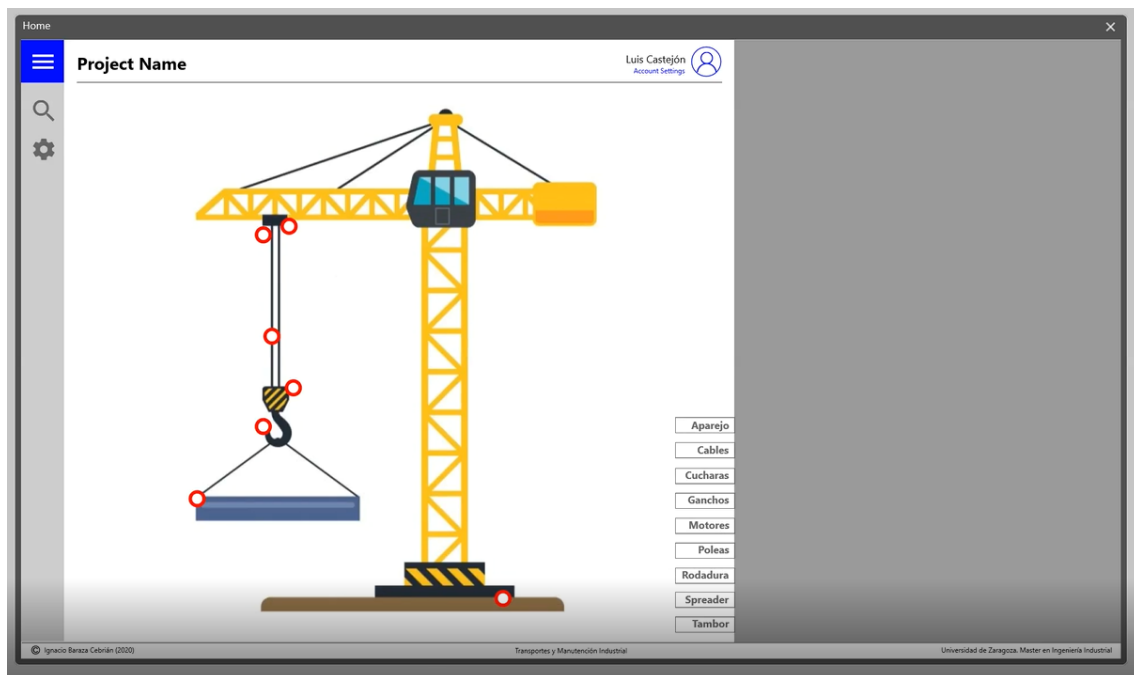 Home
Project Name
Luis Castejón
Account Settings
Aparejo
Cables
Cucharas
Ganchos
Motores
Poleas
Rodadura
Spreader
Tambor
© Ignacio Baraza Cebrián (2020)
Transportes y Manutención Industrial
Universidad de Zaragoza. Master en Ingeniería Industrial